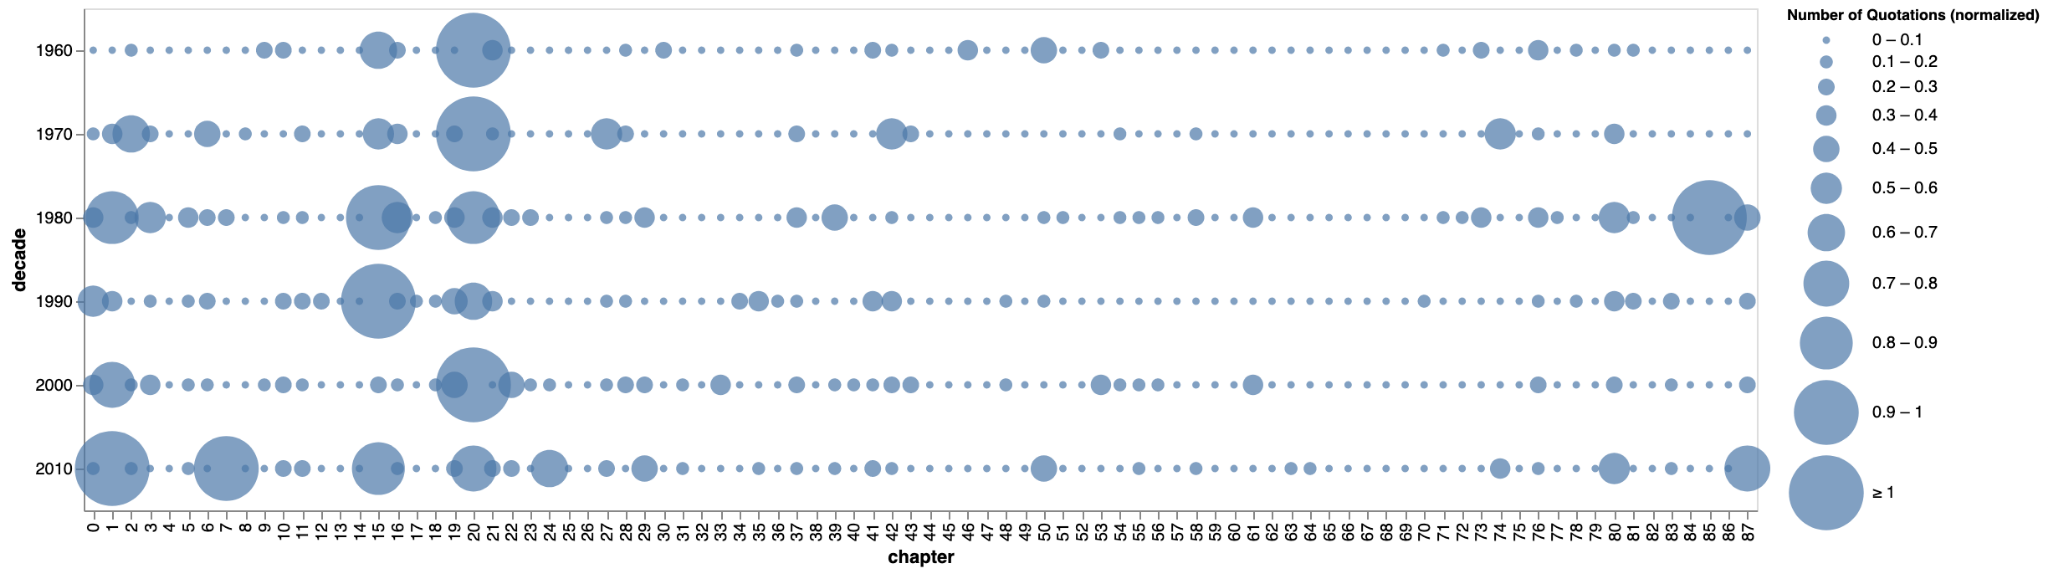 Number of Quotations (normalized)
0 – 0.1
0.1 – 0.2
0.2 – 0.3
0.3 – 0.4
0.4 – 0.5
0.5 – 0.6
0.6 – 0.7
0.7 – 0.8
0.8 – 0.9
0.9 – 1
≥ 1
decade
1960
1970
1980
1990
2000
2010
0 1 2 3 4 5 6 7 8 9 10 11 12 13 14 15 16 17 18 19 20 21 22 23 24 25 26 27 28 29 30 31 32 33 34 35 36 37 38 39 40 41 42 43 44 45 46 47 48 49 50 51 52 53 54 55 56 57 58 59 60 61 62 63 64 65 66 67 68 69 70 71 72 73 74 75 76 77 78 79 80 81 82 83 84 85 86 87
chapter